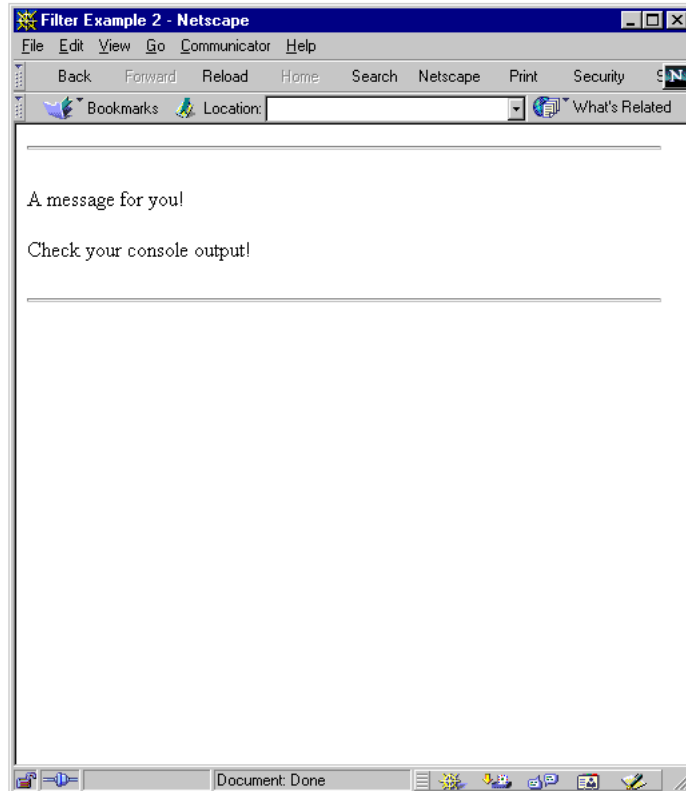 Filter Example 2 - Netscape
File Edit View Go Communicator Help
Back Forward Reload Home Search Netscape Print Security S N
Bookmarks Location: What's Related
A message for you!
Check your console output!
Document: Done